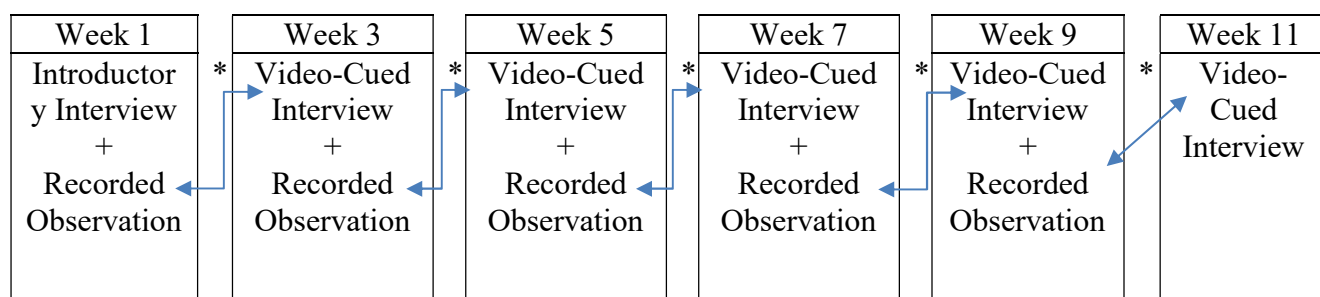 Week 1
Introductor
y Interview
+
Recorded
Observation
*
Week 3
Video-Cued
Interview
+
Recorded
Observation
*
Week 5
Video-Cued
Interview
+
Recorded
Observation
*
Week 7
Video-Cued
Interview
+
Recorded
Observation
*
Week 9
Video-Cued
Interview
+
Recorded
Observation
*
Week 11
Video-
Cued
Interview